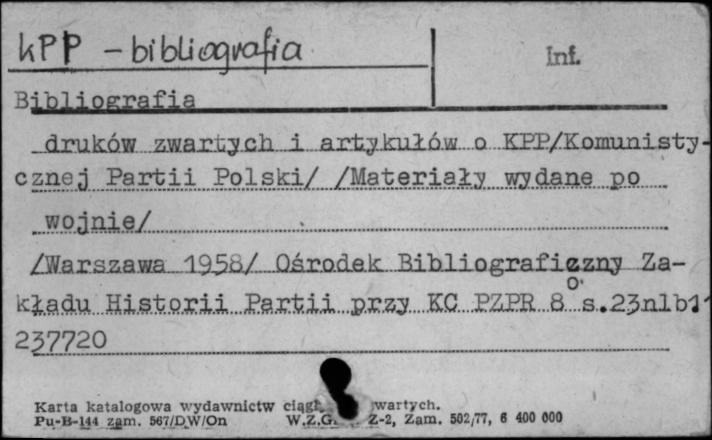 KPP - bibliografia
Inf.
Bibliografia
druków zwartych i artykułów o KPP/Komunisty-
cznej Partii Polski/ /Materiały wydane po
wojnie/
/Warszawa 1958/ Ośrodek Bibliograficzny Za-
kładu Historii Partii przy KC PZPR 8° s.23nlb1
237720
Karta katalogowa wydawnictw wartych.
Pu-B-144 zam. 567/DW/On W.Z.G. Z-2, Zam. 502/77, 6 400 000